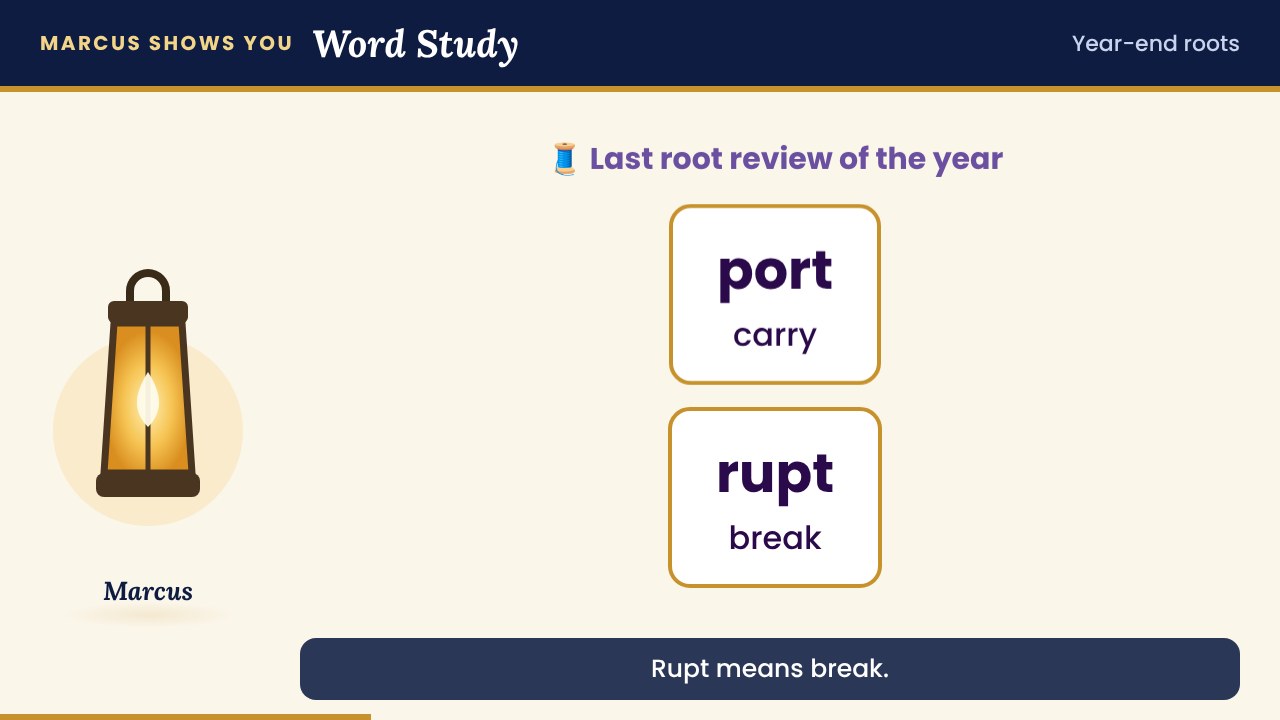 MARCUS SHOWS YOU Word Study
Year-end roots
Last root review of the year
port
carry
rupt
break
Marcus
Rupt means break.